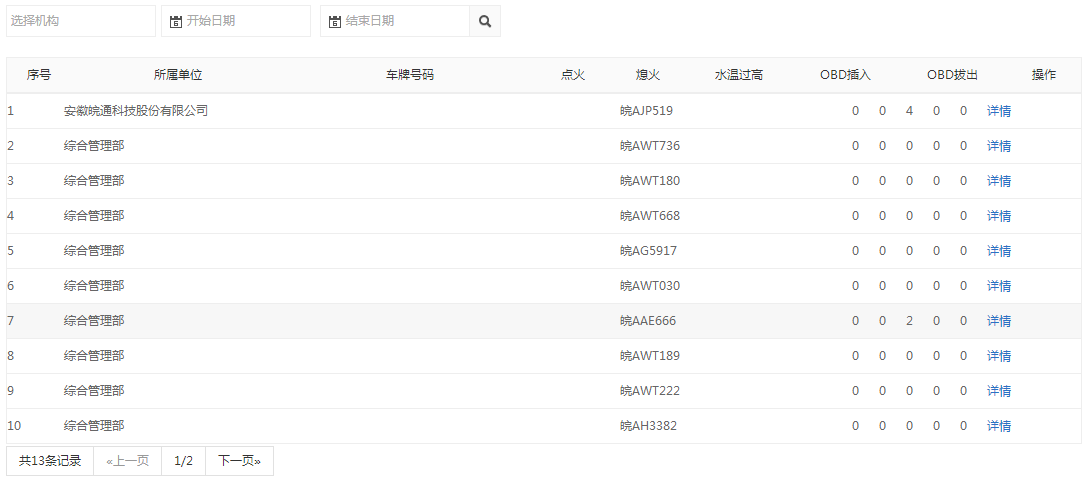 选择机构 开始日期 结束日期
序号 所属单位 车牌号码 点火 熄火 水温过高 OBD插入 OBD拔出 操作
1 安徽皖通科技股份有限公司 皖AJP519 0 0 4 0 0 详情
2 综合管理部 皖AWT736 0 0 0 0 0 详情
3 综合管理部 皖AWT180 0 0 0 0 0 详情
4 综合管理部 皖AWT668 0 0 0 0 0 详情
5 综合管理部 皖AG5917 0 0 0 0 0 详情
6 综合管理部 皖AWT030 0 0 0 0 0 详情
7 综合管理部 皖AAE666 0 0 2 0 0 详情
8 综合管理部 皖AWT189 0 0 0 0 0 详情
9 综合管理部 皖AWT222 0 0 0 0 0 详情
10 综合管理部 皖AH3382 0 0 0 0 0 详情
共13条记录 «上一页 1/2 下一页»